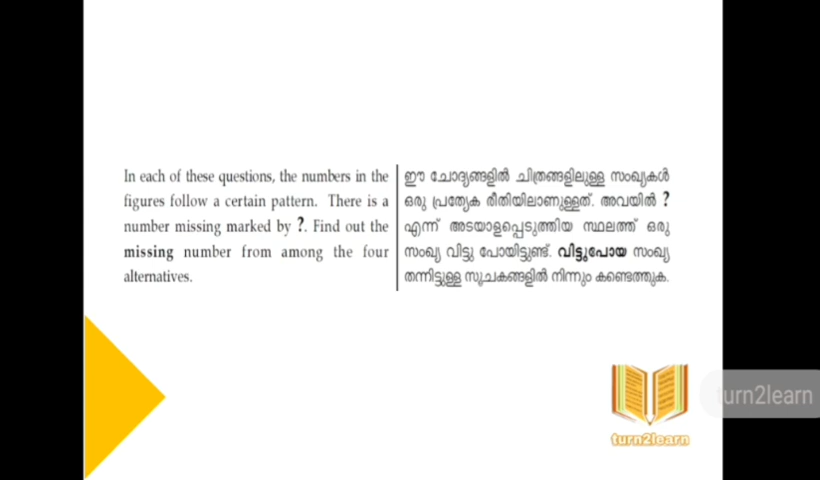 In each of these questions, the numbers in the
figures follow a certain pattern. There is a
number missing marked by ?. Find out the
missing number from among the four
alternatives.
ഈ ചോദ്യങ്ങളിൽ ചിത്രങ്ങളിലുള്ള സംഖ്യകൾ
ഒരു പ്രത്യേക രീതിയിലാണുള്ളത്. അവയിൽ ?
എന്ന് അടയാളപ്പെടുത്തിയ സ്ഥലത്ത് ഒരു
സംഖ്യ വിട്ടു പോയിട്ടുണ്ട്. വിട്ടുപോയ സംഖ്യ
തന്നിട്ടുള്ള സൂചകങ്ങളിൽ നിന്നും കണ്ടെത്തുക.
turn2learn
turn2learn